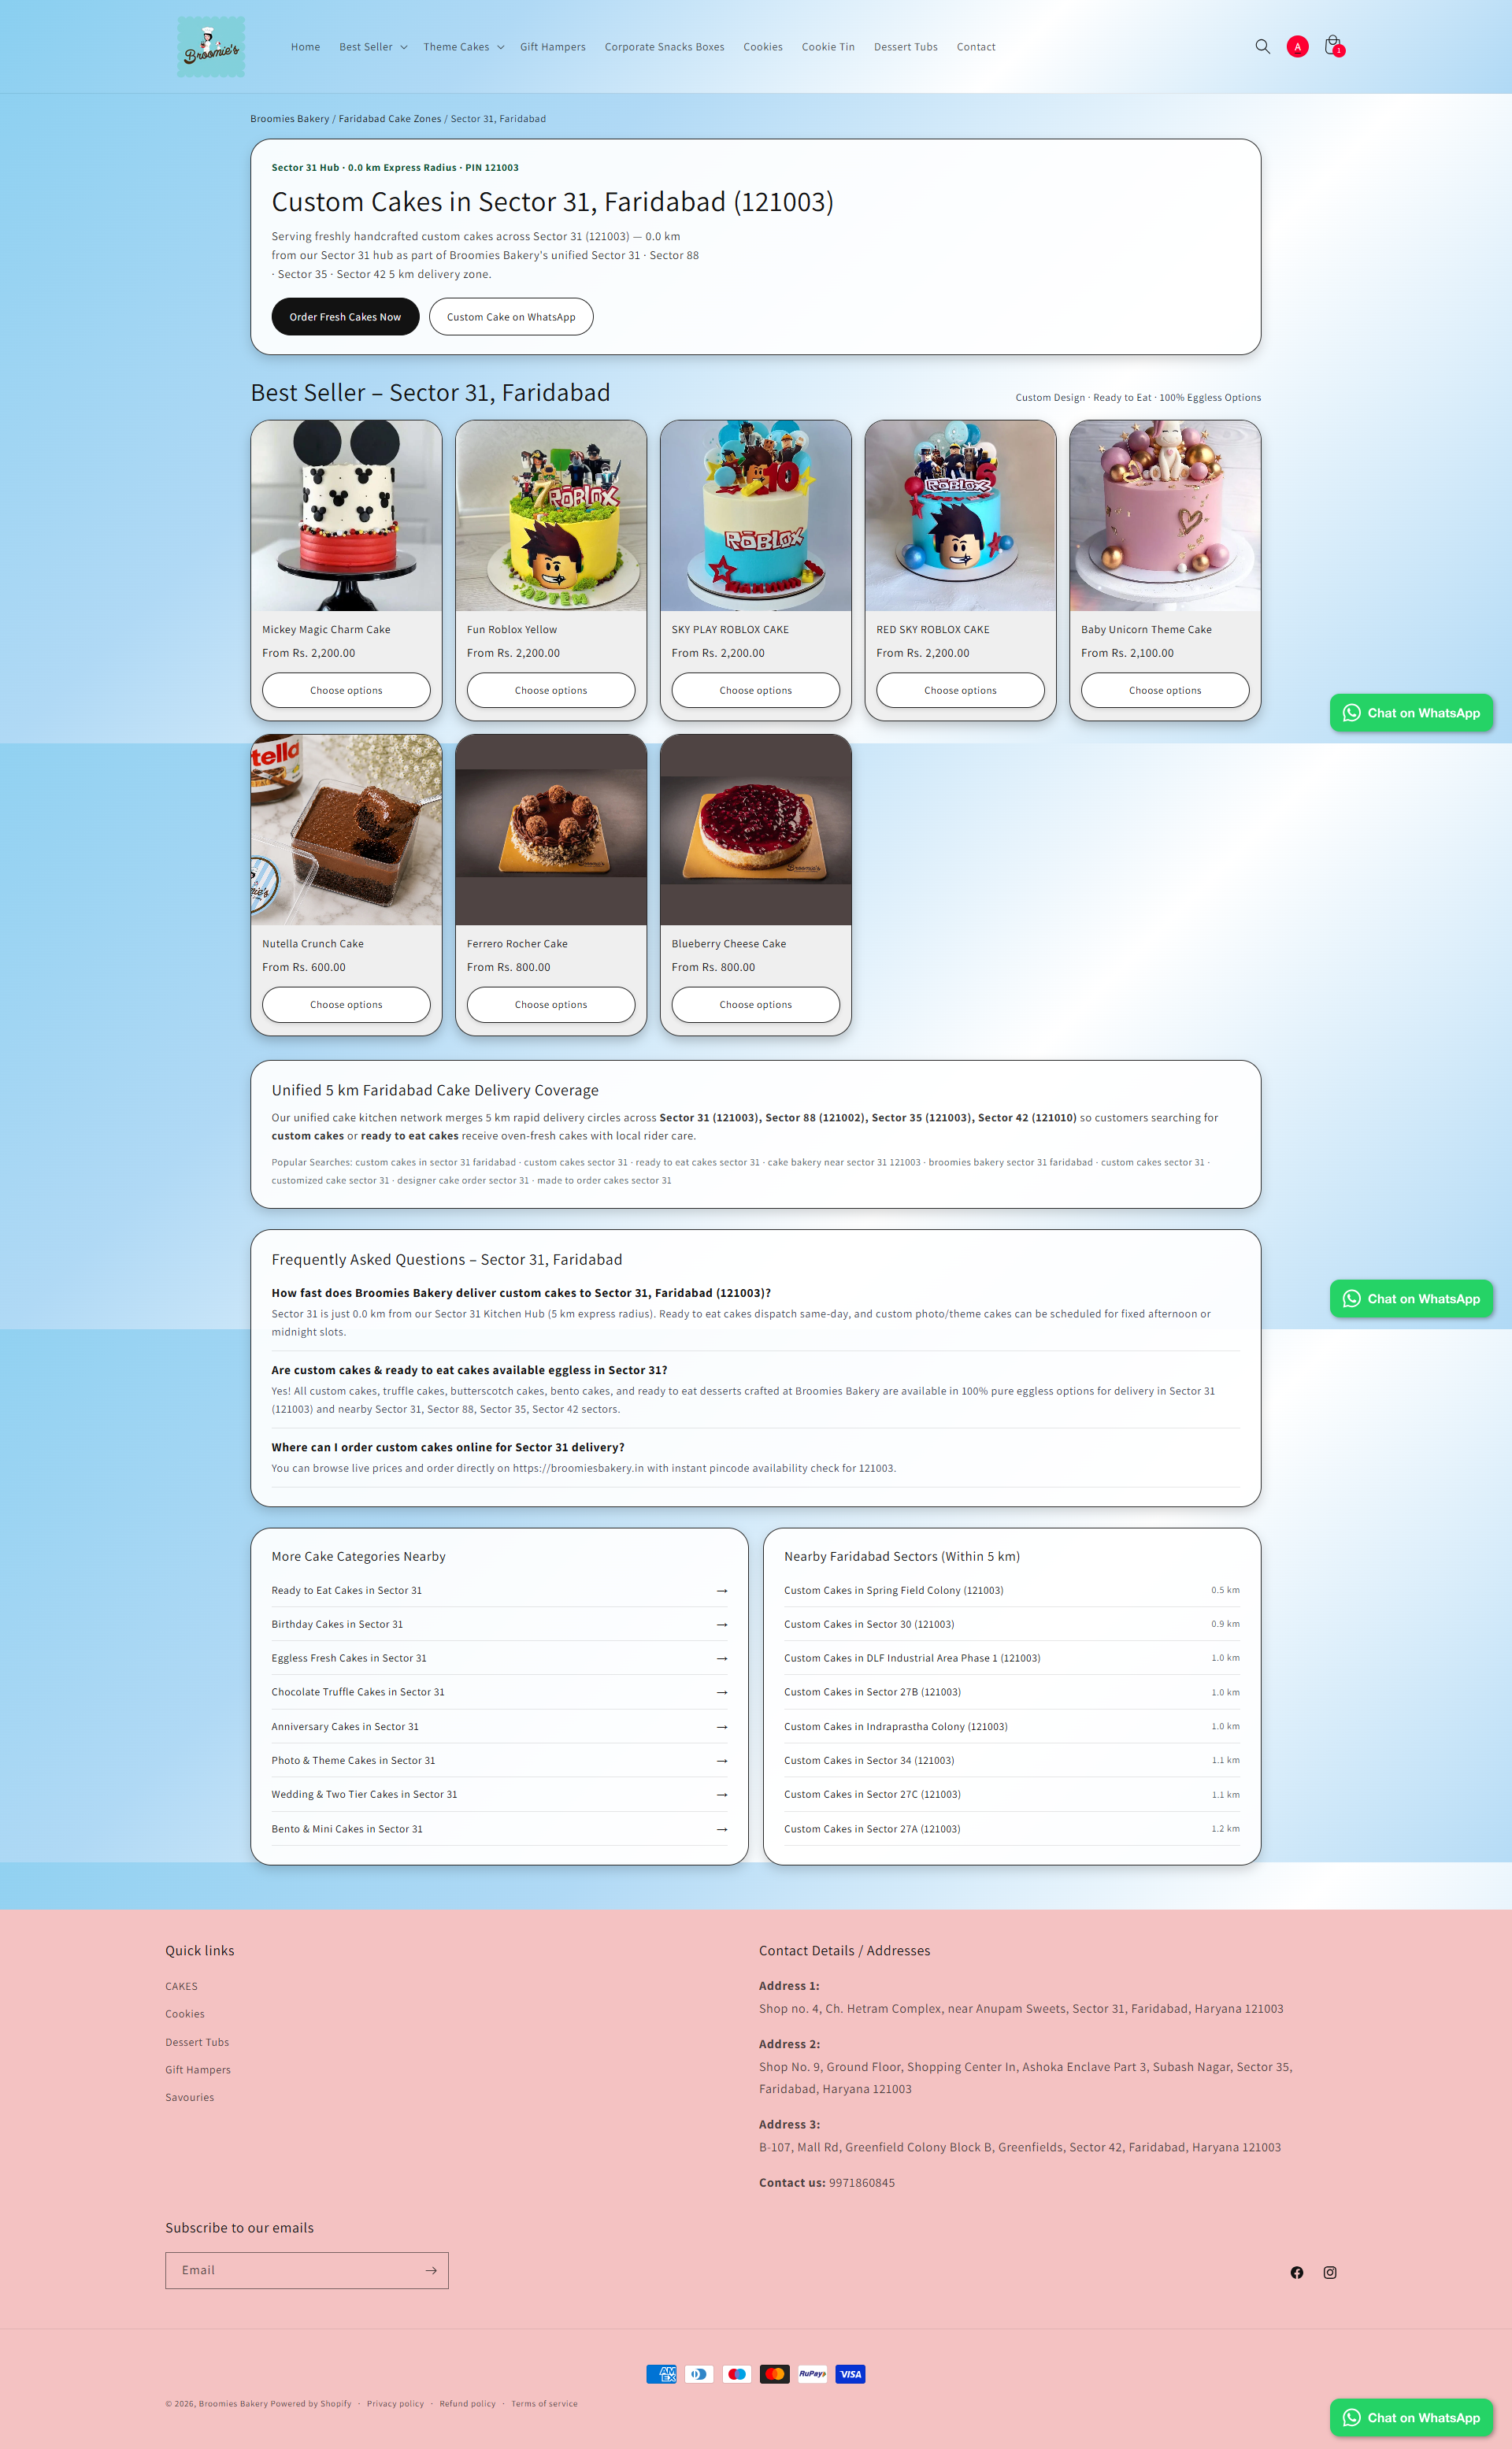 Broomie's
Home
Best Seller
Theme Cakes
Gift Hampers
Corporate Snacks Boxes
Cookies
Cookie Tin
Dessert Tubs
Contact
A
1
Broomies Bakery / Faridabad Cake Zones / Sector 31, Faridabad
Sector 31 Hub · 0.0 km Express Radius · PIN 121003
Custom Cakes in Sector 31, Faridabad (121003)
Serving freshly handcrafted custom cakes across Sector 31 (121003) — 0.0 km
from our Sector 31 hub as part of Broomies Bakery's unified Sector 31 · Sector 88
· Sector 35 · Sector 42 5 km delivery zone.
Order Fresh Cakes Now
Custom Cake on WhatsApp
Best Seller – Sector 31, Faridabad
Custom Design · Ready to Eat · 100% Eggless Options
ROBLOX
10
ROBLOX
ROBLOX
6
Mickey Magic Charm Cake
From Rs. 2,200.00
Choose options
Fun Roblox Yellow
From Rs. 2,200.00
Choose options
SKY PLAY ROBLOX CAKE
From Rs. 2,200.00
Choose options
RED SKY ROBLOX CAKE
From Rs. 2,200.00
Choose options
Baby Unicorn Theme Cake
From Rs. 2,100.00
Choose options
Chat on WhatsApp
nutella
Nutella Crunch Cake
From Rs. 600.00
Choose options
Broomie's
Ferrero Rocher Cake
From Rs. 800.00
Choose options
Broomie's
Blueberry Cheese Cake
From Rs. 800.00
Choose options
Unified 5 km Faridabad Cake Delivery Coverage
Our unified cake kitchen network merges 5 km rapid delivery circles across Sector 31 (121003), Sector 88 (121002), Sector 35 (121003), Sector 42 (121010) so customers searching for
custom cakes or ready to eat cakes receive oven-fresh cakes with local rider care.
Popular Searches: custom cakes in sector 31 faridabad · custom cakes sector 31 · ready to eat cakes sector 31 · cake bakery near sector 31 121003 · broomies bakery sector 31 faridabad · custom cakes sector 31 ·
customized cake sector 31 · designer cake order sector 31 · made to order cakes sector 31
Frequently Asked Questions – Sector 31, Faridabad
How fast does Broomies Bakery deliver custom cakes to Sector 31, Faridabad (121003)?
Sector 31 is just 0.0 km from our Sector 31 Kitchen Hub (5 km express radius). Ready to eat cakes dispatch same-day, and custom photo/theme cakes can be scheduled for fixed afternoon or
midnight slots.
Chat on WhatsApp
Are custom cakes & ready to eat cakes available eggless in Sector 31?
Yes! All custom cakes, truffle cakes, butterscotch cakes, bento cakes, and ready to eat desserts crafted at Broomies Bakery are available in 100% pure eggless options for delivery in Sector 31
(121003) and nearby Sector 31, Sector 88, Sector 35, Sector 42 sectors.
Where can I order custom cakes online for Sector 31 delivery?
You can browse live prices and order directly on https://broomiesbakery.in with instant pincode availability check for 121003.
More Cake Categories Nearby
Ready to Eat Cakes in Sector 31 →
Birthday Cakes in Sector 31 →
Eggless Fresh Cakes in Sector 31 →
Chocolate Truffle Cakes in Sector 31 →
Anniversary Cakes in Sector 31 →
Photo & Theme Cakes in Sector 31 →
Wedding & Two Tier Cakes in Sector 31 →
Bento & Mini Cakes in Sector 31 →
Nearby Faridabad Sectors (Within 5 km)
Custom Cakes in Spring Field Colony (121003) 0.5 km
Custom Cakes in Sector 30 (121003) 0.9 km
Custom Cakes in DLF Industrial Area Phase 1 (121003) 1.0 km
Custom Cakes in Sector 27B (121003) 1.0 km
Custom Cakes in Indraprastha Colony (121003) 1.0 km
Custom Cakes in Sector 34 (121003) 1.1 km
Custom Cakes in Sector 27C (121003) 1.1 km
Custom Cakes in Sector 27A (121003) 1.2 km
Quick links
CAKES
Cookies
Dessert Tubs
Gift Hampers
Savouries
Contact Details / Addresses
Address 1:
Shop no. 4, Ch. Hetram Complex, near Anupam Sweets, Sector 31, Faridabad, Haryana 121003
Address 2:
Shop No. 9, Ground Floor, Shopping Center In, Ashoka Enclave Part 3, Subash Nagar, Sector 35,
Faridabad, Haryana 121003
Address 3:
B-107, Mall Rd, Greenfield Colony Block B, Greenfields, Sector 42, Faridabad, Haryana 121003
Contact us: 9971860845
Subscribe to our emails
Email
AMEX
RuPay
VISA
© 2026, Broomies Bakery Powered by Shopify · Privacy policy · Refund policy · Terms of service
Chat on WhatsApp